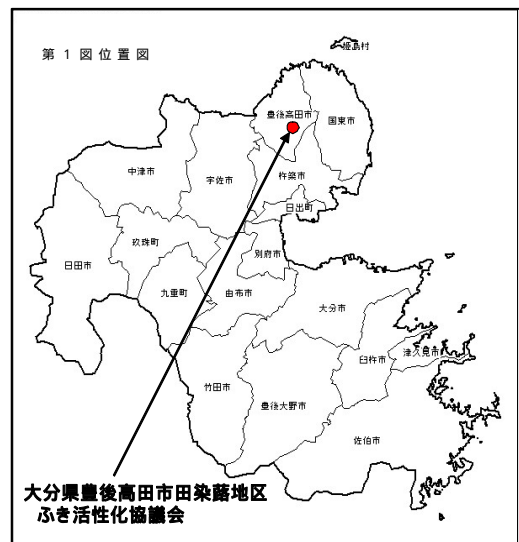 第1図位置図
姫島村
豊後高田市
国東市
中津市
宇佐市
杵築市
日出町
玖珠町
別府市
日田市
九重町
由布市
大分市
臼杵市
津久見市
竹田市
豊後大野市
佐伯市
大分県豊後高田市田染蕗地区
ふき活性化協議会